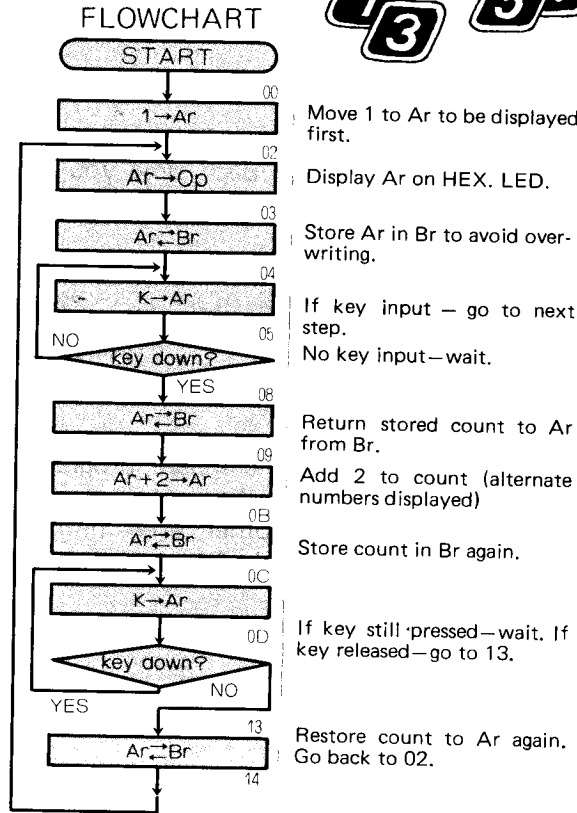 FLOWCHART
1
3
5
START
00
1→Ar
Move 1 to Ar to be displayed
first.
02
Ar→Op
Display Ar on HEX. LED.
03
Ar⇄Br
Store Ar in Br to avoid over-
writing.
04
K→Ar
If key input — go to next
step.
05
NO
key down?
No key input—wait.
YES
08
Ar⇄Br
Return stored count to Ar
from Br.
09
Ar+2→Ar
Add 2 to count (alternate
numbers displayed)
0B
Ar⇄Br
Store count in Br again.
0C
K→Ar
0D
If key still pressed—wait. If
key down?
key released—go to 13.
NO
YES
13
Ar⇄Br
Restore count to Ar again.
Go back to 02.
14